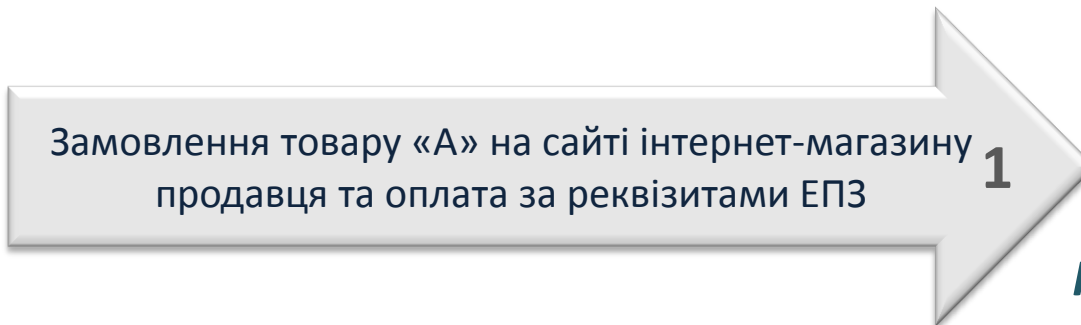 Замовлення товару «А» на сайті інтернет-магазину
продавця та оплата за реквізитами ЕПЗ
1